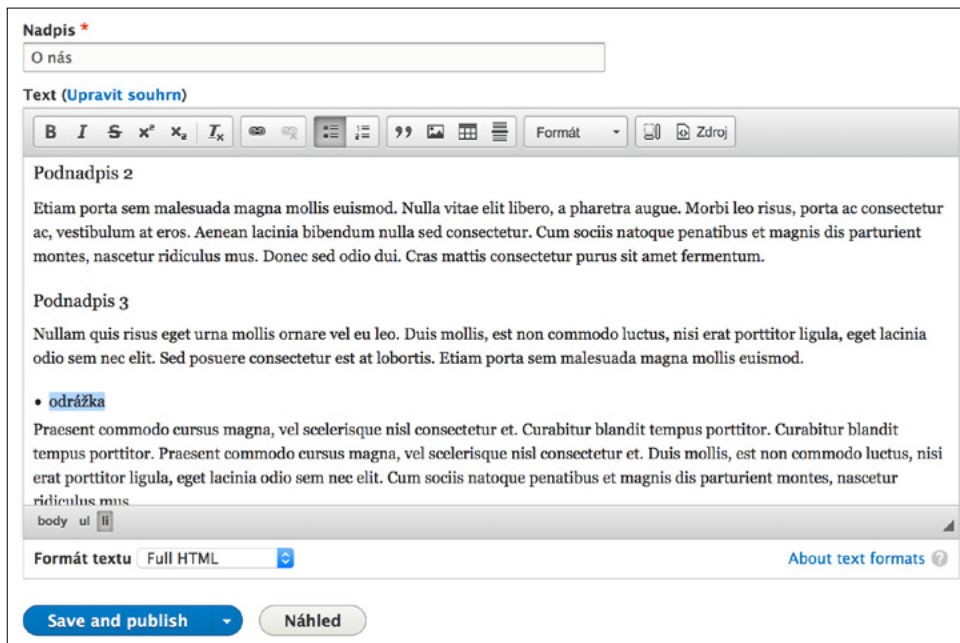 Nadpis *
O nás
Text (Upravit souhrn)
B I S x² x₂ Tx Formát Zdroj
Podnadpis 2
Etiam porta sem malesuada magna mollis euismod. Nulla vitae elit libero, a pharetra augue. Morbi leo risus, porta ac consectetur
ac, vestibulum at eros. Aenean lacinia bibendum nulla sed consectetur. Cum sociis natoque penatibus et magnis dis parturient
montes, nascetur ridiculus mus. Donec sed odio dui. Cras mattis consectetur purus sit amet fermentum.
Podnadpis 3
Nullam quis risus eget urna mollis ornare vel eu leo. Duis mollis, est non commodo luctus, nisi erat porttitor ligula, eget lacinia
odio sem nec elit. Sed posuere consectetur est at lobortis. Etiam porta sem malesuada magna mollis euismod.
• odrážka
Praesent commodo cursus magna, vel scelerisque nisl consectetur et. Curabitur blandit tempus porttitor. Curabitur blandit
tempus porttitor. Praesent commodo cursus magna, vel scelerisque nisl consectetur et. Duis mollis, est non commodo luctus, nisi
erat porttitor ligula, eget lacinia odio sem nec elit. Cum sociis natoque penatibus et magnis dis parturient montes, nascetur
ridiculus mus
body ul li
Formát textu Full HTML About text formats ?
Save and publish Náhled